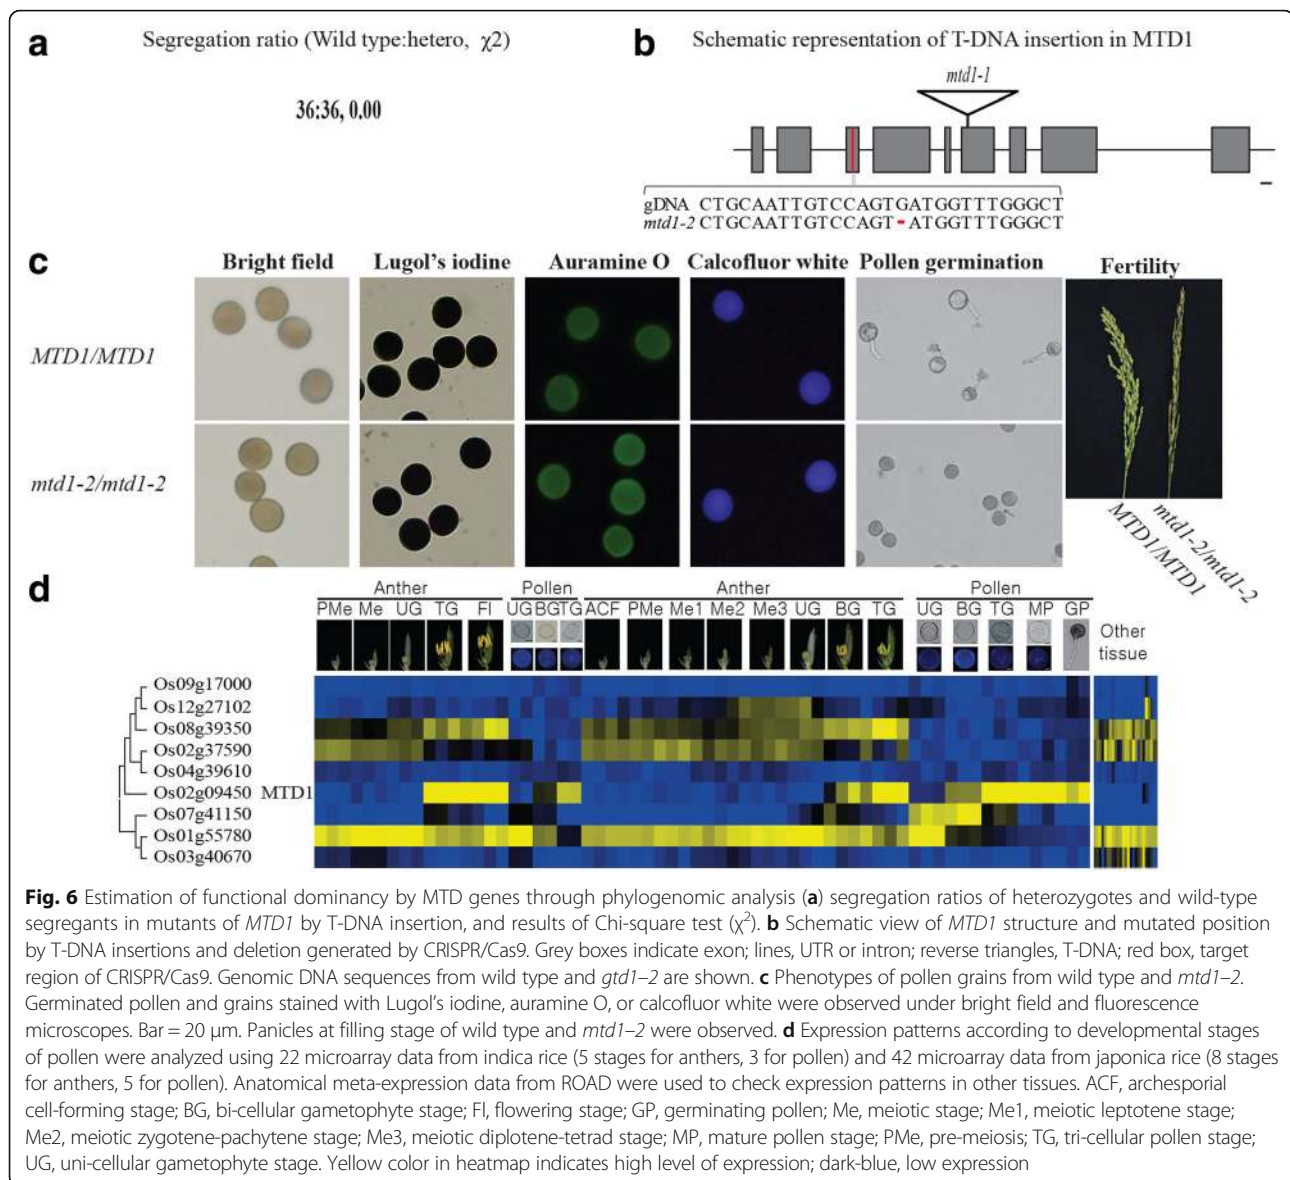 a Segregation ratio (Wild type:hetero, χ2)
36:36, 0.00
b Schematic representation of T-DNA insertion in MTD1
mtd1-1
gDNA CTGCAATTGTCCAGTGATGGTTTGGGCT
mtd1-2 CTGCAATTGTCCAGT-ATGGTTTGGGCT
c Bright field Lugol's iodine Auramine O Calcofluor white Pollen germination Fertility
MTD1/MTD1
mtd1-2/mtd1-2
MTD1/MTD1
mtd1-2/mtd1-2
d Anther Pollen Anther Pollen
PMe Me UG TG Fl UG BG TG ACF PMe Me1 Me2 Me3 UG BG TG UG BG TG MP GP Other tissue
Os09g17000
Os12g27102
Os08g39350
Os02g37590
Os04g39610
Os02g09450 MTD1
Os07g41150
Os01g55780
Os03g40670
Fig. 6 Estimation of functional dominancy by MTD genes through phylogenomic analysis (a) segregation ratios of heterozygotes and wild-type
segregants in mutants of MTD1 by T-DNA insertion, and results of Chi-square test (χ2). b Schematic view of MTD1 structure and mutated position
by T-DNA insertions and deletion generated by CRISPR/Cas9. Grey boxes indicate exon; lines, UTR or intron; reverse triangles, T-DNA; red box, target
region of CRISPR/Cas9. Genomic DNA sequences from wild type and gtd1–2 are shown. c Phenotypes of pollen grains from wild type and mtd1–2.
Germinated pollen and grains stained with Lugol's iodine, auramine O, or calcofluor white were observed under bright field and fluorescence
microscopes. Bar = 20 μm. Panicles at filling stage of wild type and mtd1–2 were observed. d Expression patterns according to developmental stages
of pollen were analyzed using 22 microarray data from indica rice (5 stages for anthers, 3 for pollen) and 42 microarray data from japonica rice (8 stages
for anthers, 5 for pollen). Anatomical meta-expression data from ROAD were used to check expression patterns in other tissues. ACF, archesporial
cell-forming stage; BG, bi-cellular gametophyte stage; Fl, flowering stage; GP, germinating pollen; Me, meiotic stage; Me1, meiotic leptotene stage;
Me2, meiotic zygotene-pachytene stage; Me3, meiotic diplotene-tetrad stage; MP, mature pollen stage; PMe, pre-meiosis; TG, tri-cellular pollen stage;
UG, uni-cellular gametophyte stage. Yellow color in heatmap indicates high level of expression; dark-blue, low expression